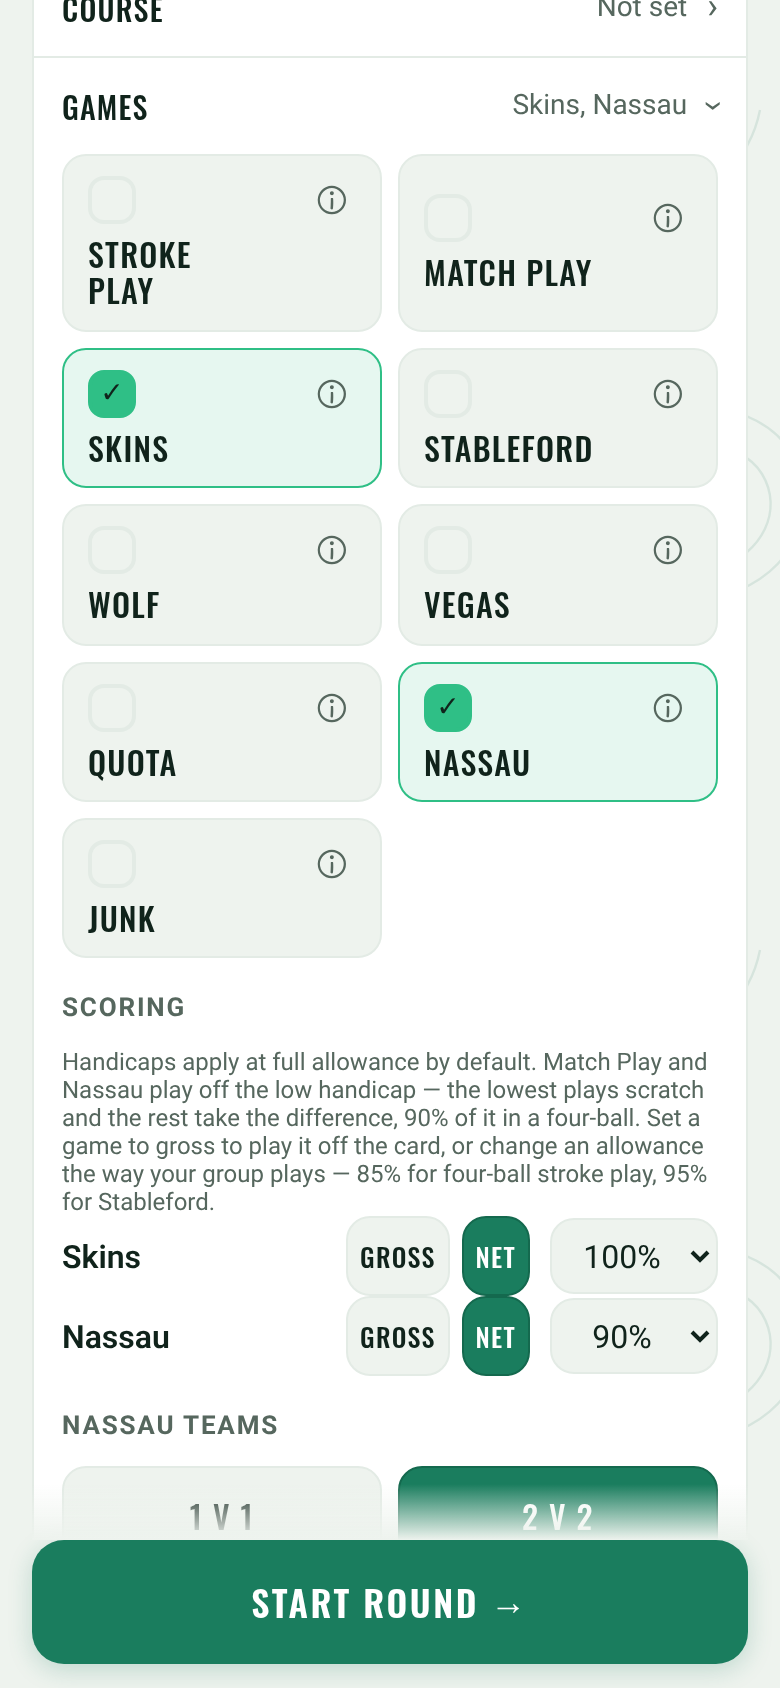 COURSE
Not set ›
GAMES
Skins, Nassau
STROKE
PLAY
MATCH PLAY
✓
SKINS
STABLEFORD
WOLF
VEGAS
QUOTA
✓
NASSAU
JUNK
SCORING
Handicaps apply at full allowance by default. Match Play and
Nassau play off the low handicap — the lowest plays scratch
and the rest take the difference, 90% of it in a four-ball. Set a
game to gross to play it off the card, or change an allowance
the way your group plays — 85% for four-ball stroke play, 95%
for Stableford.
Skins GROSS NET 100%
Nassau GROSS NET 90%
NASSAU TEAMS
1 V 1
2 V 2
START ROUND →